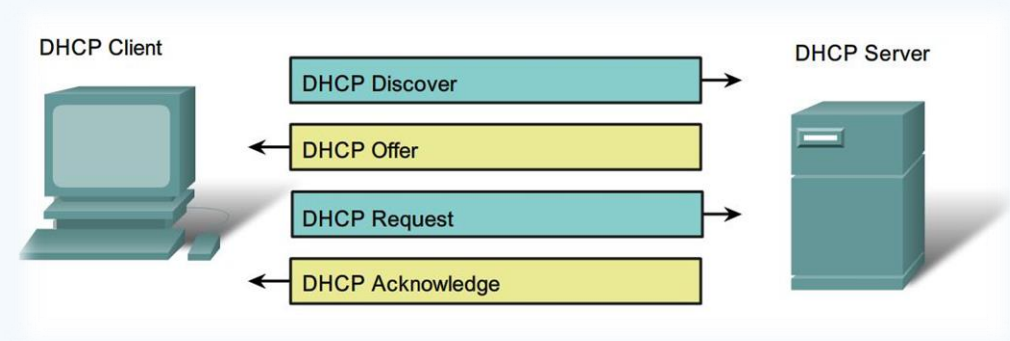 DHCP Client
DHCP Server
DHCP Discover
DHCP Offer
DHCP Request
DHCP Acknowledge